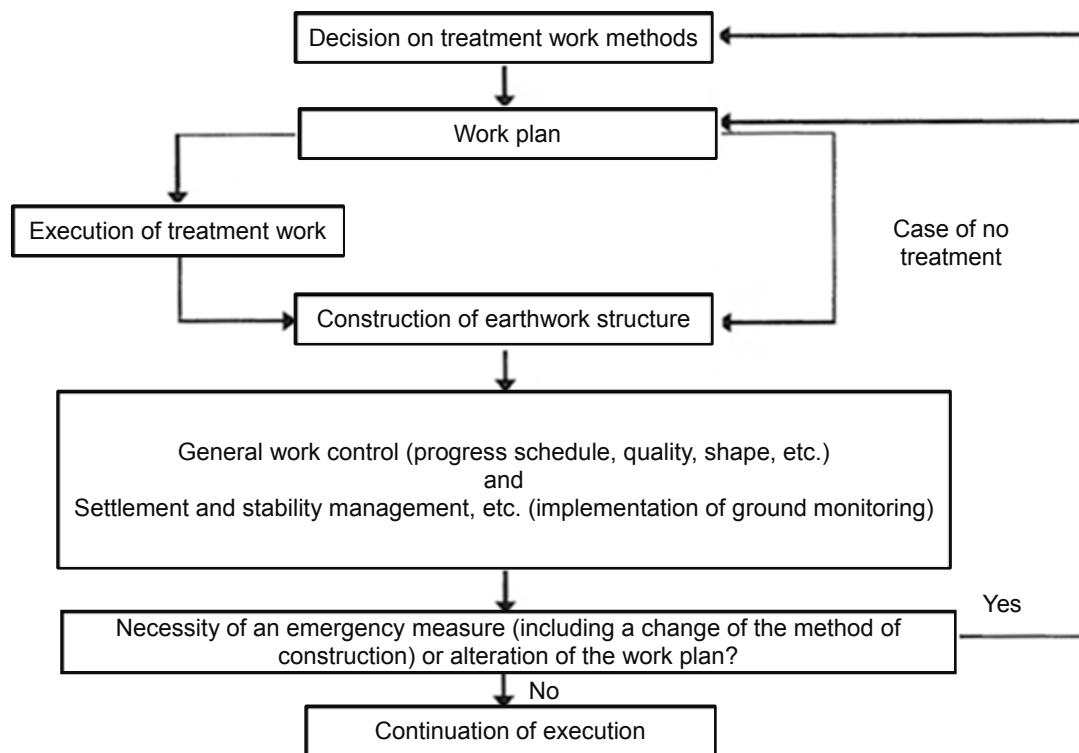 Decision on treatment work methods
Work plan
Execution of treatment work
Case of no
treatment
Construction of earthwork structure
General work control (progress schedule, quality, shape, etc.)
and
Settlement and stability management, etc. (implementation of ground monitoring)
Yes
Necessity of an emergency measure (including a change of the method of
construction) or alteration of the work plan?
No
Continuation of execution